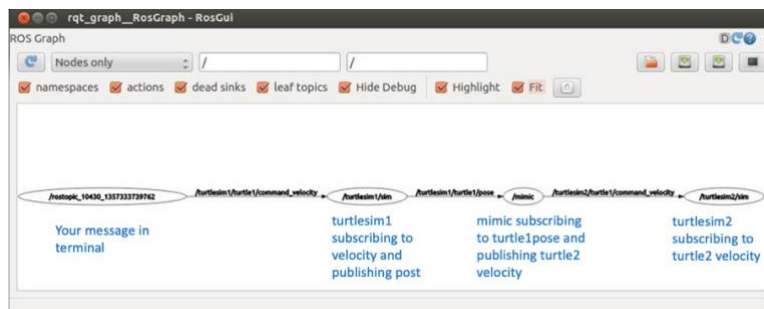 rqt_graph__RosGraph - RosGui
ROS Graph
D
Nodes only / /
namespaces actions dead sinks leaf topics Hide Debug Highlight Fit
/rostopic_10430_1357333739762 /turtlesim1/turtle1/command_velocity /turtlesim1/sim /turtlesim1/turtle1/pose /mimic /turtlesim2/turtle1/command_velocity /turtlesim2/sim
Your message in
terminal
turtlesim1
subscribing to
velocity and
publishing post
mimic subscribing
to turtle1pose and
publishing turtle2
velocity
turtlesim2
subscribing to
turtle2 velocity